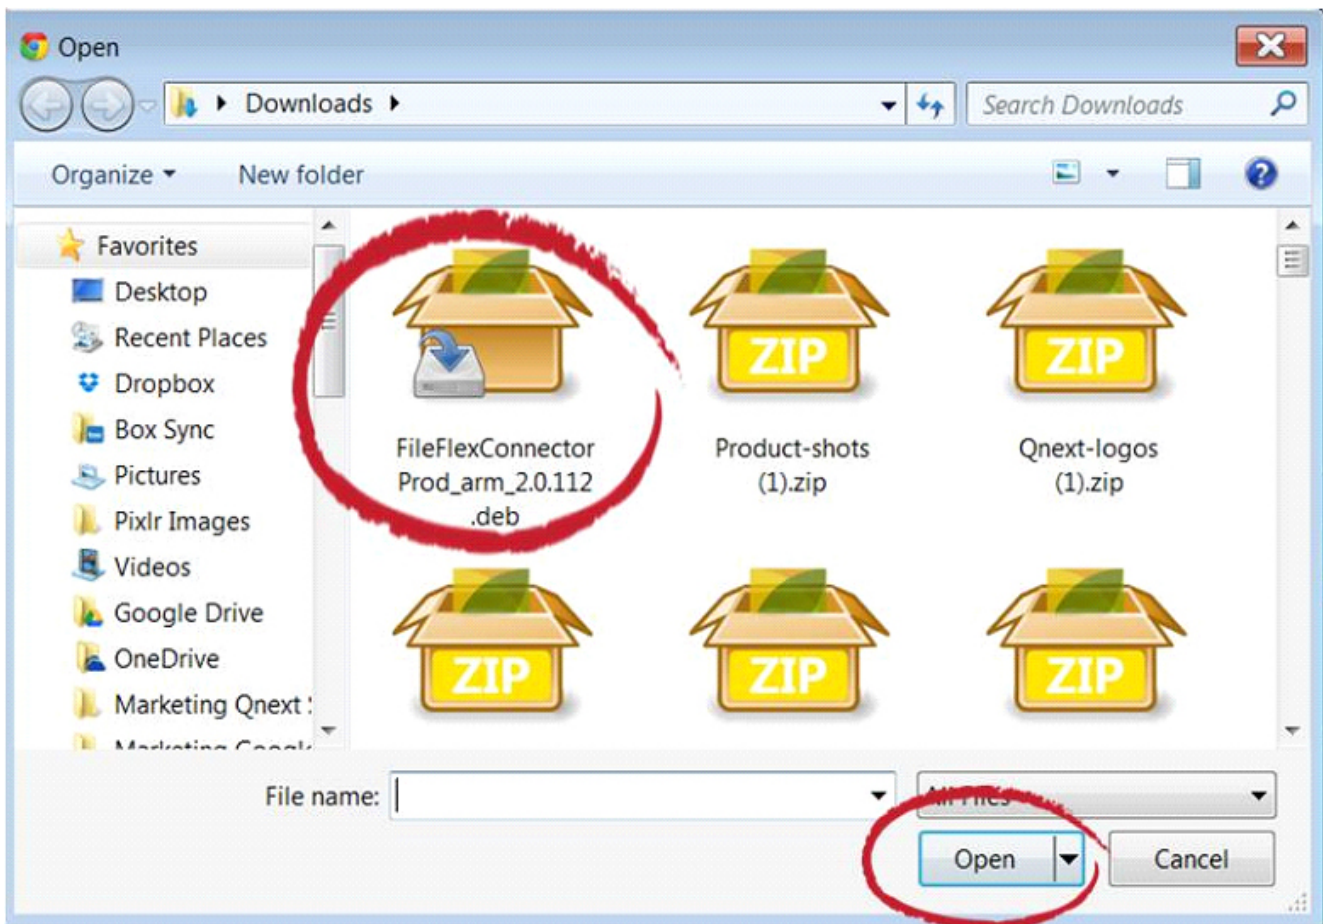 Open
Downloads
Search Downloads
Organize
New folder
Favorites
Desktop
Recent Places
Dropbox
Box Sync
Pictures
Pixlr Images
Videos
Google Drive
OneDrive
Marketing Qnext
FileFlexConnector
Prod_arm_2.0.112
.deb
Product-shots
(1).zip
Qnext-logos
(1).zip
ZIP
ZIP
ZIP
ZIP
ZIP
File name:
All Files
Open
Cancel